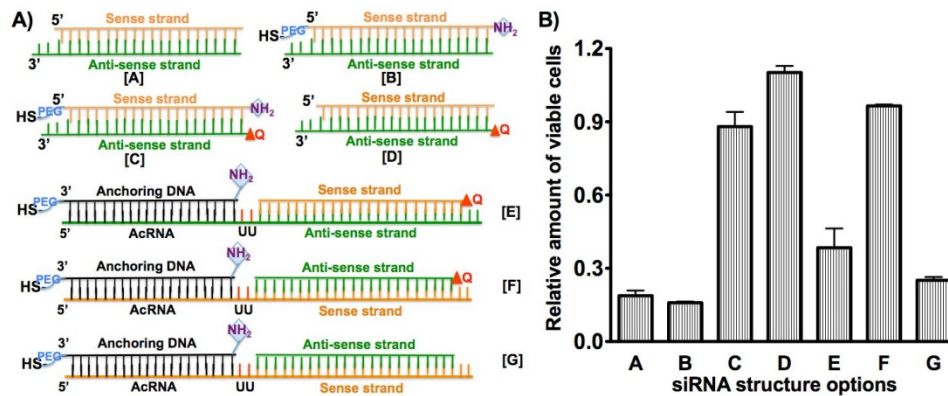 A)
5' Sense strand
3' Anti-sense strand
[A]
5' Sense strand NH2
HS-PEG
3' Anti-sense strand
[B]
5' Sense strand NH2
HS-PEG
3' Anti-sense strand Q
[C]
5' Sense strand
3' Anti-sense strand Q
[D]
NH2
3' Anchoring DNA Sense strand Q
HS-PEG [E]
5' AcRNA UU Anti-sense strand
NH2
3' Anchoring DNA Anti-sense strand Q
HS-PEG [F]
5' AcRNA UU Sense strand
NH2
3' Anchoring DNA Anti-sense strand
HS-PEG [G]
5' AcRNA UU Sense strand
B)
Relative amount of viable cells
1.2
0.9
0.6
0.3
0.0
A B C D E F G
siRNA structure options